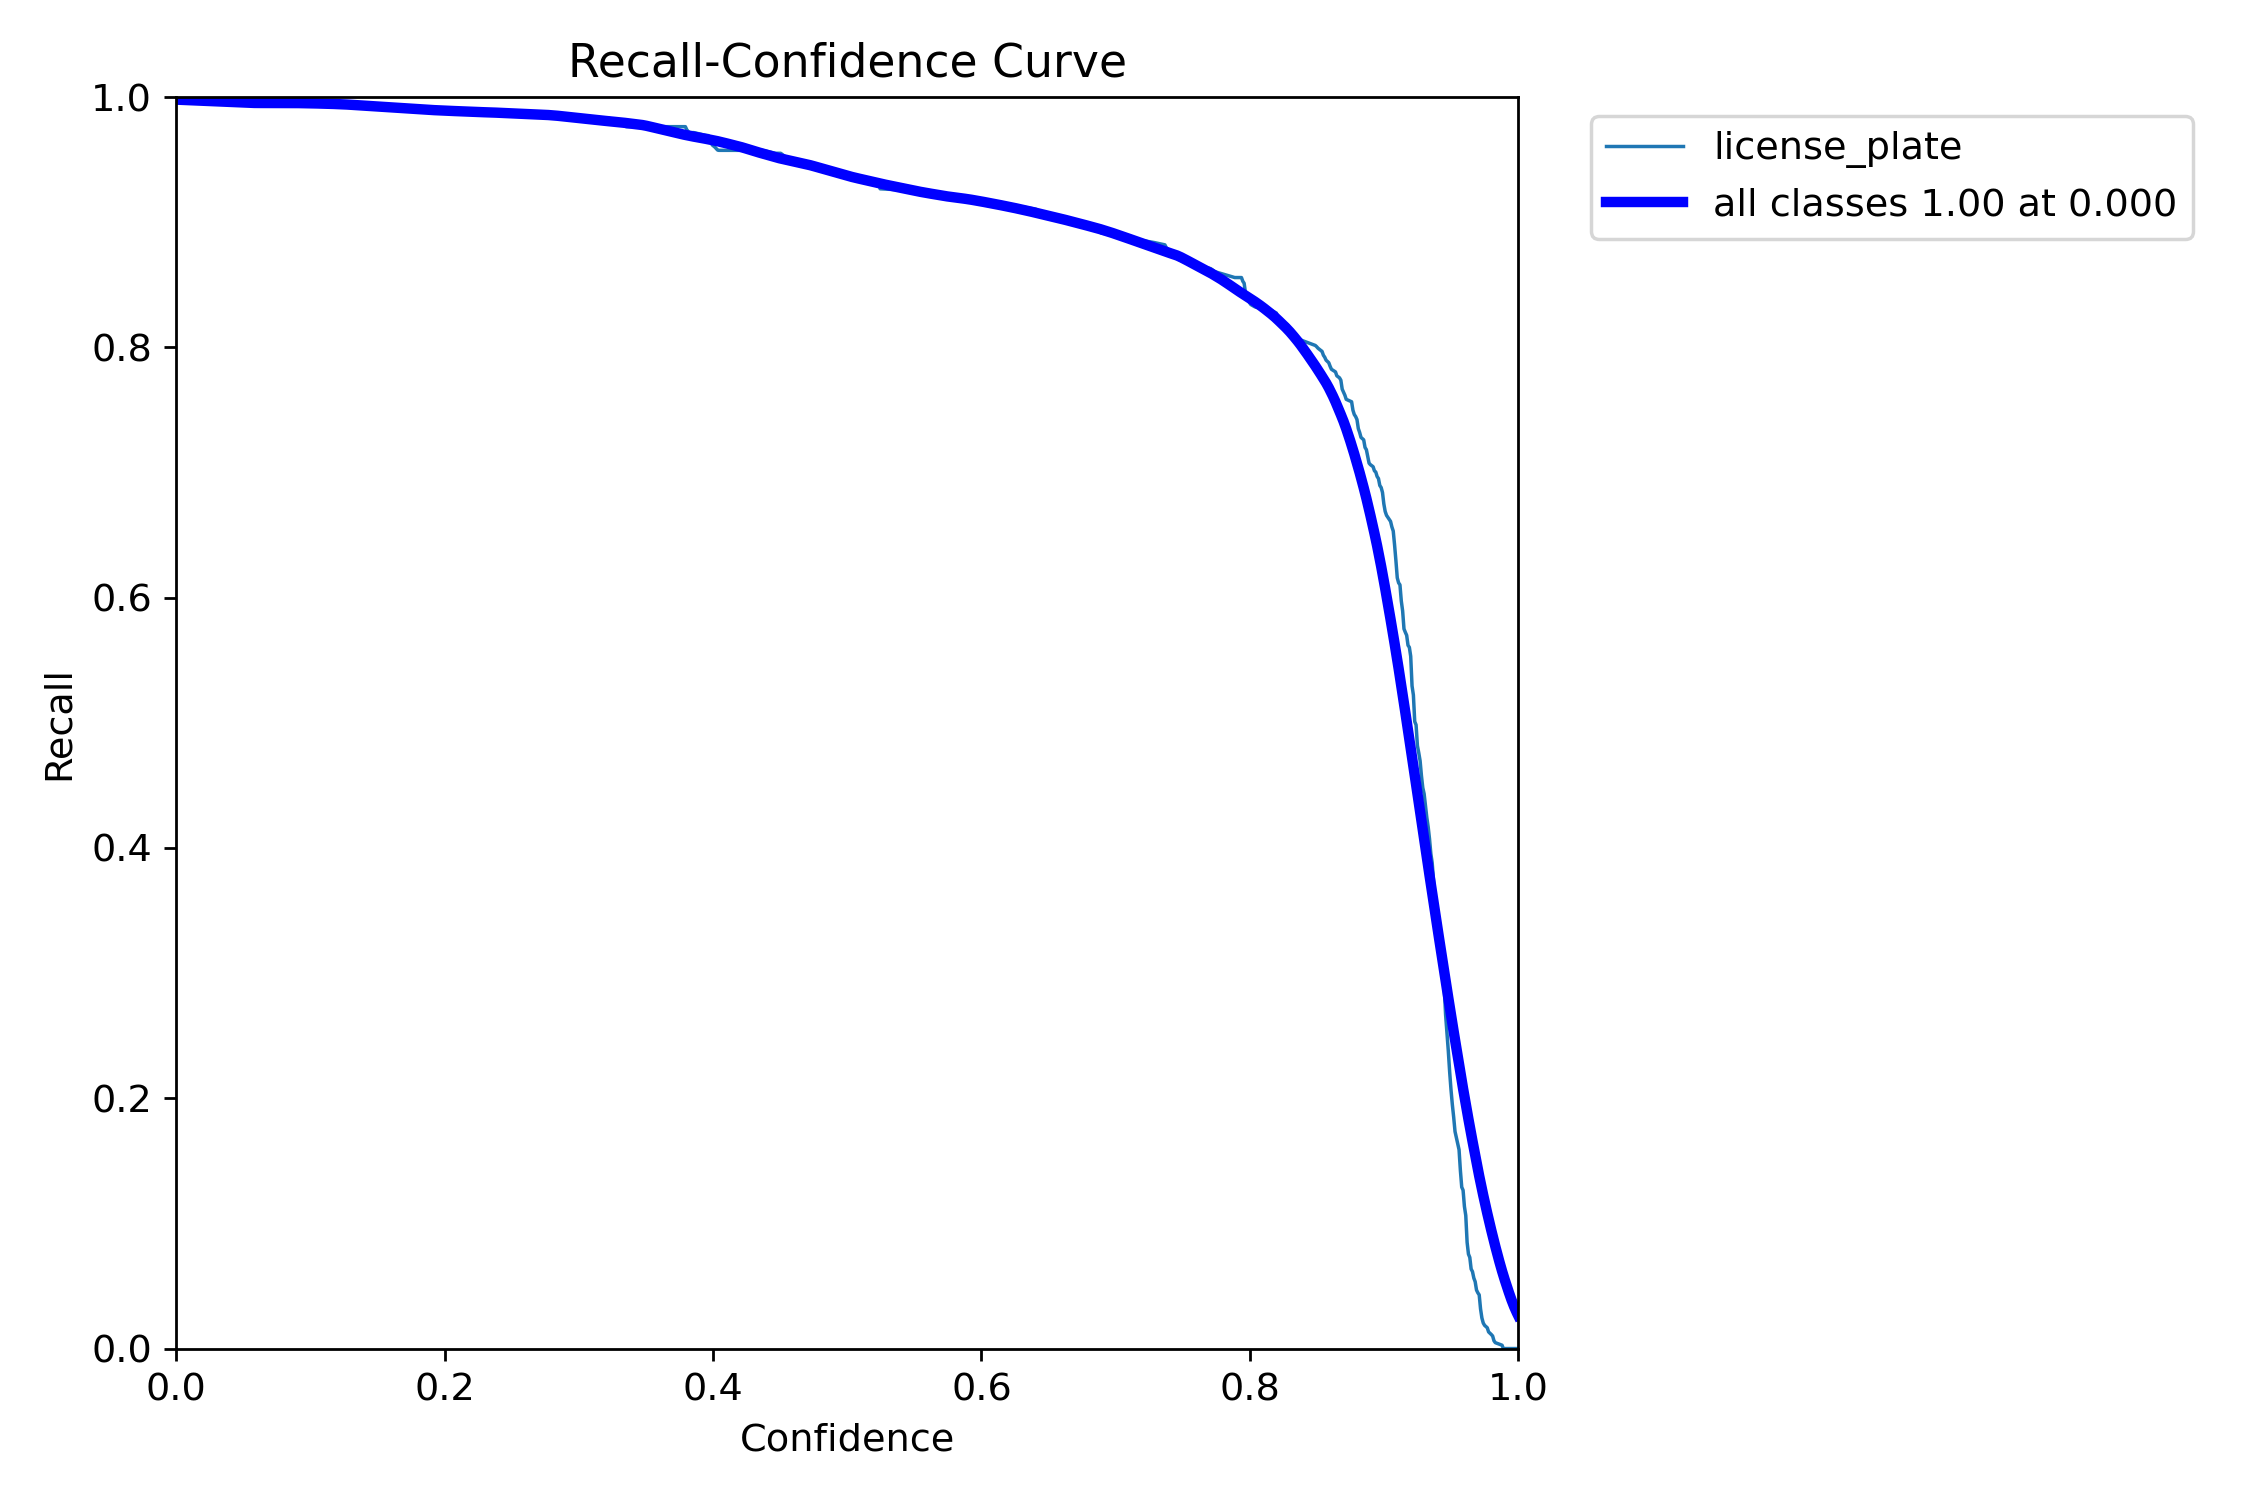 Recall-Confidence Curve
license_plate
all classes 1.00 at 0.000
Recall
1.0
0.8
0.6
0.4
0.2
0.0
0.0 0.2 0.4 0.6 0.8 1.0
Confidence